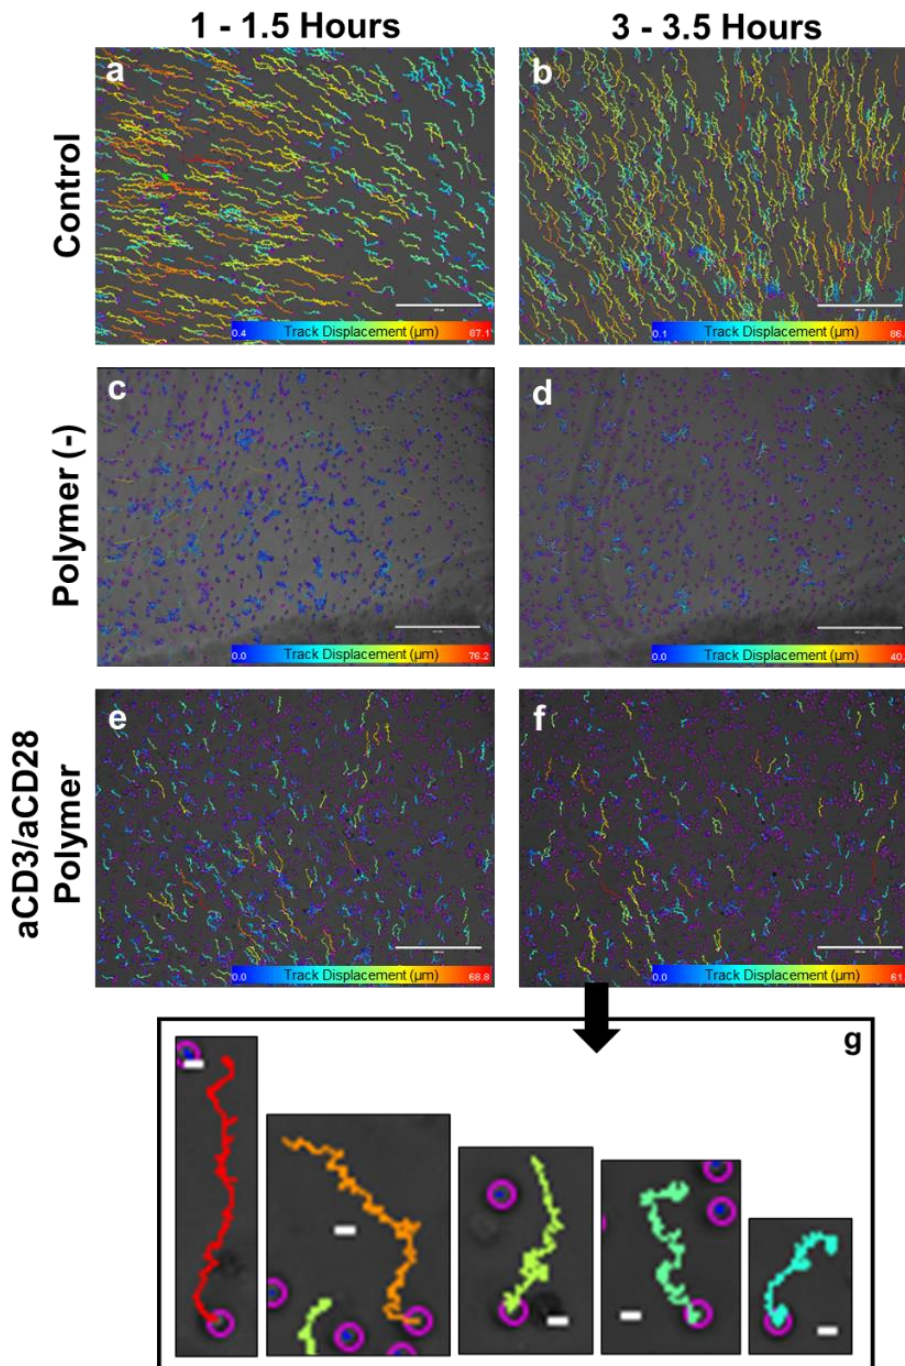 1 - 1.5 Hours
3 - 3.5 Hours
Control
a
0.4 Track Displacement (µm) 87.1
b
0.1 Track Displacement (µm)
Polymer (-)
c
0.0 Track Displacement (µm) 76.2
d
0.0 Track Displacement (µm)
aCD3/aCD28
Polymer
e
0.0 Track Displacement (µm) 68.8
f
0.0 Track Displacement (µm)
g